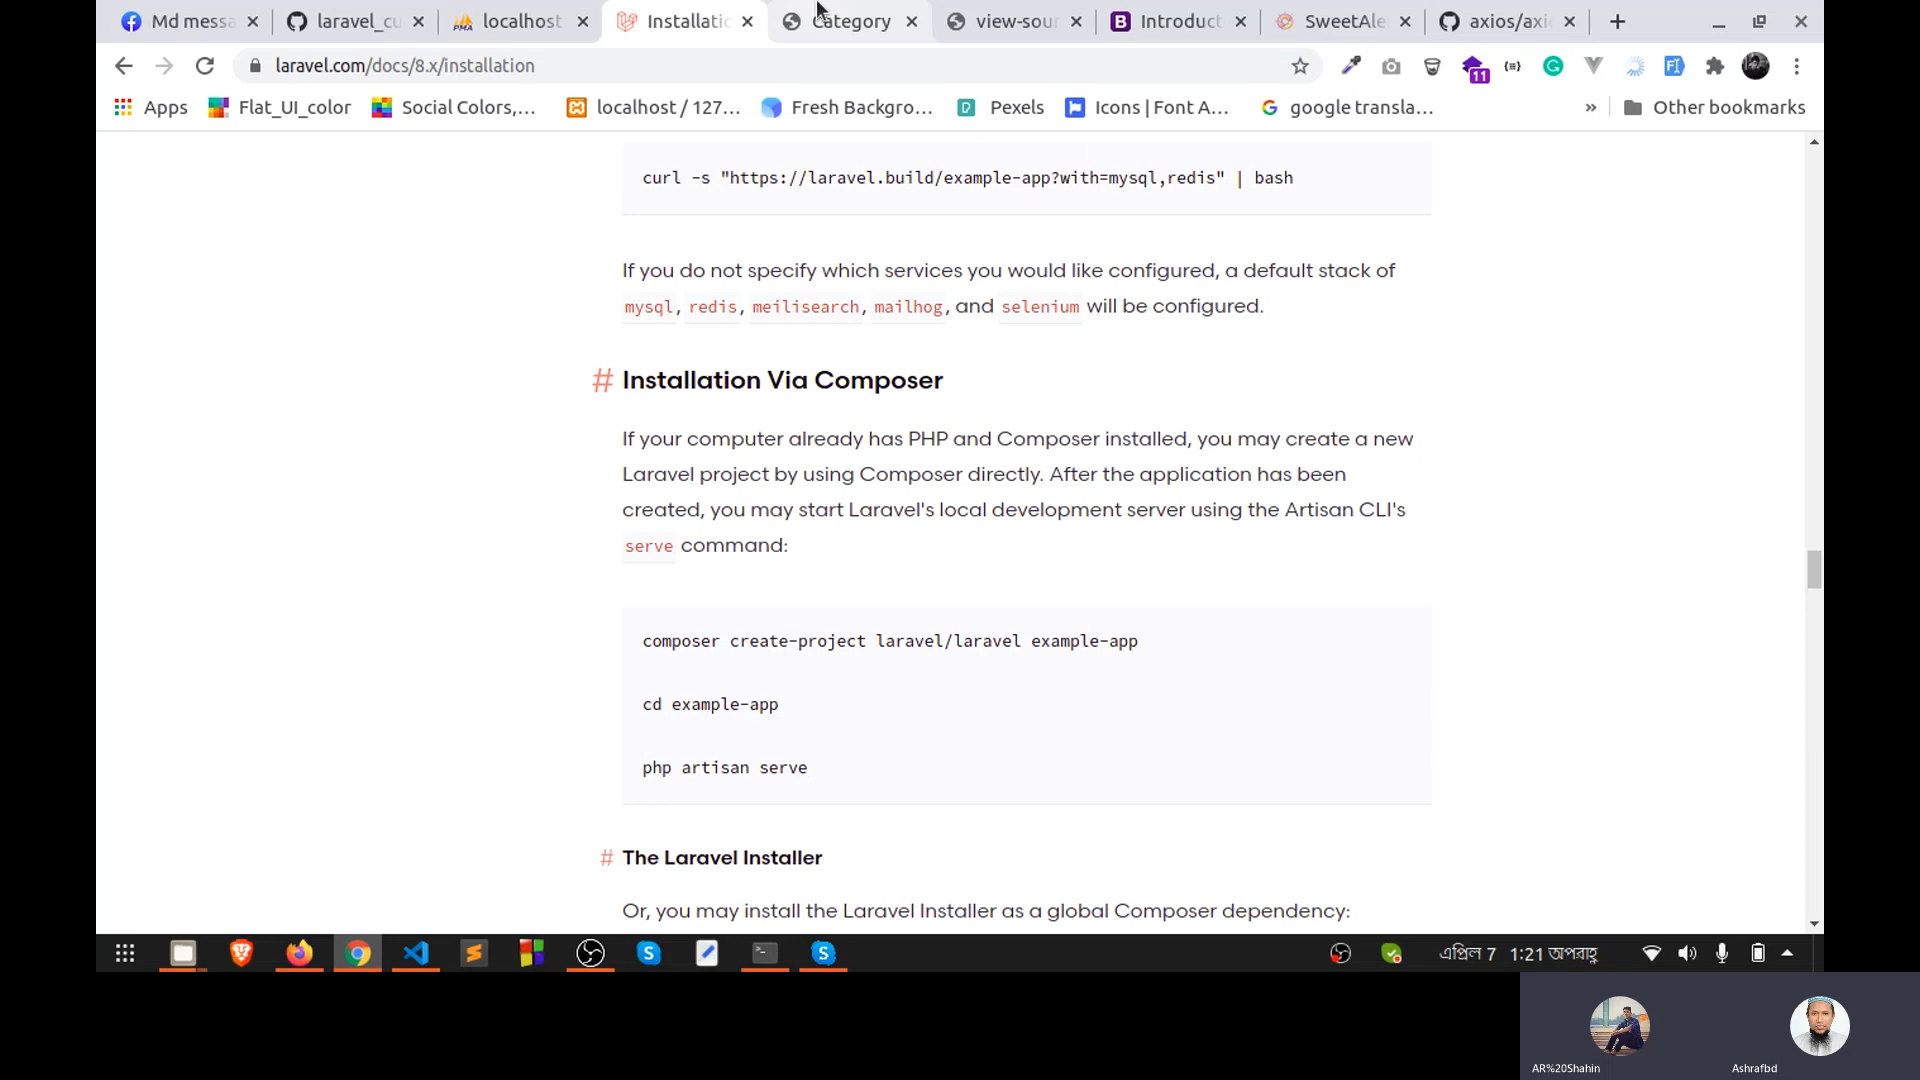 Md messa
laravel_cu
localhost
Installatio
Category
view-sour
Introduct
SweetAle
axios/axi
laravel.com/docs/8.x/installation
11
Apps
Flat_UI_color
Social Colors,...
localhost / 127...
Fresh Backgro...
Pexels
Icons | Font A...
google transla...
»
Other bookmarks
curl -s "https://laravel.build/example-app?with=mysql,redis" | bash
If you do not specify which services you would like configured, a default stack of
mysql, redis, meilisearch, mailhog, and selenium will be configured.
# Installation Via Composer
If your computer already has PHP and Composer installed, you may create a new
Laravel project by using Composer directly. After the application has been
created, you may start Laravel's local development server using the Artisan CLI's
serve command:
composer create-project laravel/laravel example-app
cd example-app
php artisan serve
# The Laravel Installer
Or, you may install the Laravel Installer as a global Composer dependency:
এপ্রিল 7 1:21 অপরাহ্ণ
AR%20Shahin
Ashrafbd